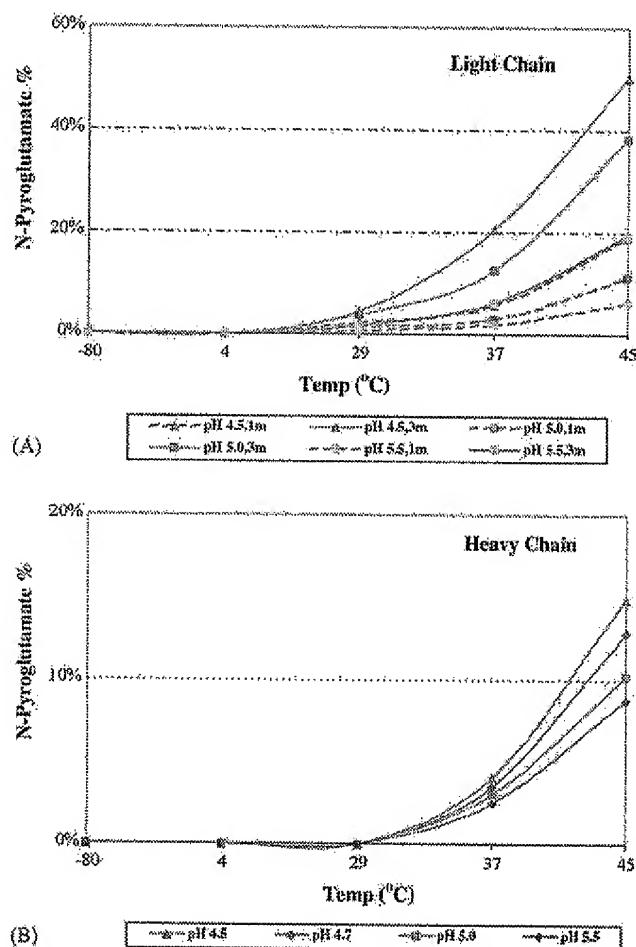 60%
Light Chain
N-Pyroglutamate %
40%
20%
0%
-80 4 29 37 45
Temp (⁰C)
pH 4.5,1m pH 4.5,3m pH 5.0,1m
pH 5.0,3m pH 5.5,1m pH 5.5,3m
(A)
20%
Heavy Chain
N-Pyroglutamate %
10%
0%
-80 4 29 37 45
Temp (⁰C)
(B)
pH 4.5 pH 4.7 pH 5.0 pH 5.5